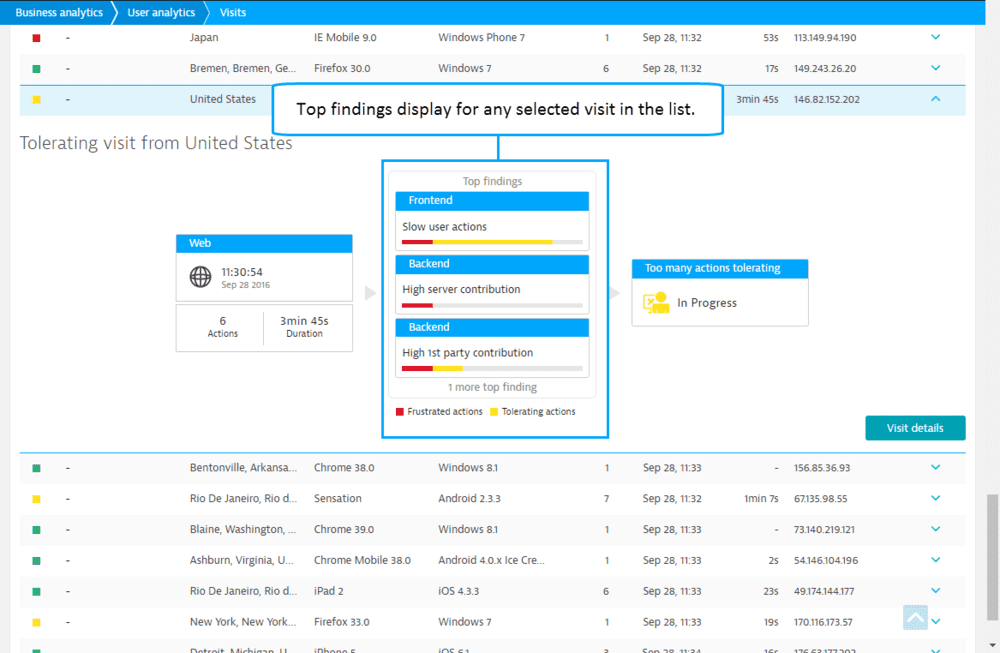 Business analytics User analytics Visits
- Japan IE Mobile 9.0 Windows Phone 7 1 Sep 28, 11:32 53s 113.149.94.190
- Bremen, Bremen, Ge... Firefox 30.0 Windows 7 6 Sep 28, 11:32 17s 149.243.26.20
- United States 3min 45s 146.82.152.202
Top findings display for any selected visit in the list.
Tolerating visit from United States
Web
11:30:54
Sep 28 2016
6 3min 45s
Actions Duration
Top findings
Frontend
Slow user actions
Backend
High server contribution
Backend
High 1st party contribution
1 more top finding
Frustrated actions Tolerating actions
Too many actions tolerating
In Progress
Visit details
- Bentonville, Arkansa... Chrome 38.0 Windows 8.1 1 Sep 28, 11:33 - 156.85.36.93
- Rio De Janeiro, Rio d... Sensation Android 2.3.3 7 Sep 28, 11:32 1min 7s 67.135.98.55
- Blaine, Washington, ... Chrome 39.0 Windows 8.1 1 Sep 28, 11:33 - 73.140.219.121
- Ashburn, Virginia, U... Chrome Mobile 38.0 Android 4.0.x Ice Cre... 1 Sep 28, 11:33 2s 54.146.104.196
- Rio De Janeiro, Rio d... iPad 2 iOS 4.3.3 6 Sep 28, 11:33 23s 49.174.144.177
- New York, New York... Firefox 33.0 Windows 7 1 Sep 28, 11:33 19s 170.116.173.57
- Detroit, Michigan, U... iPhone 5 iOS 6.1 3 Sep 28, 11:34 16s 176.63.177.202